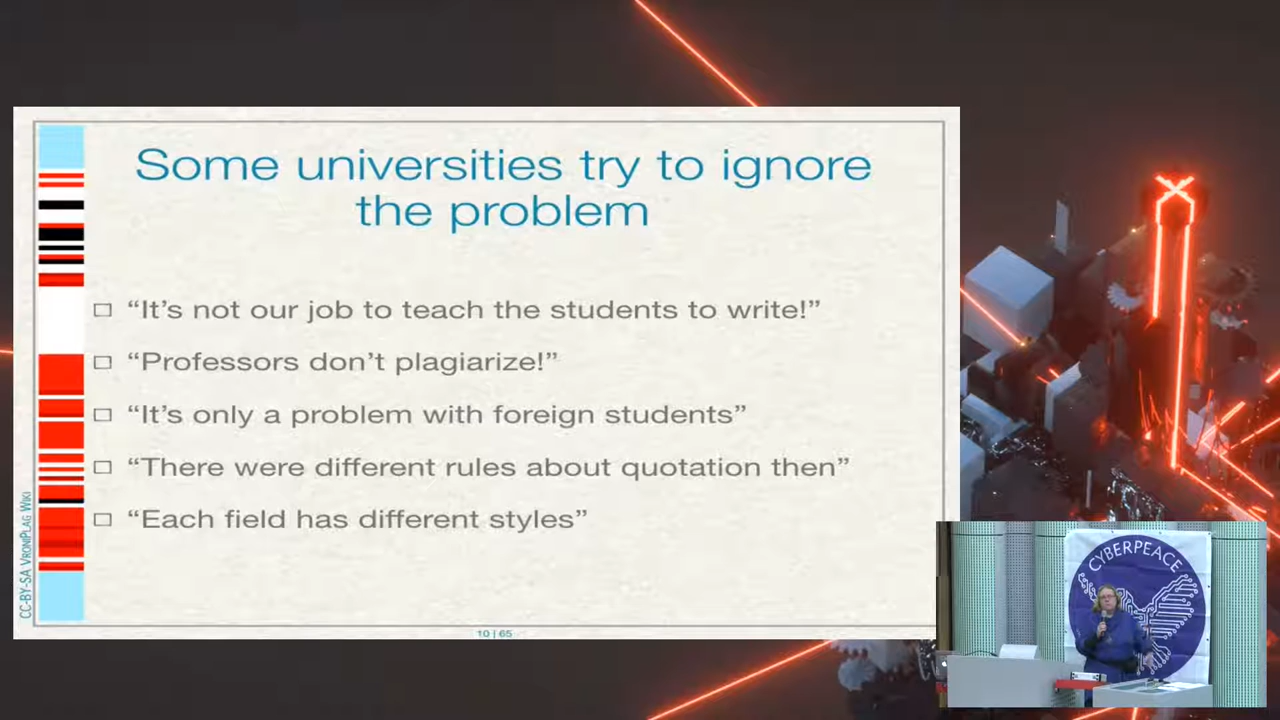 Some universities try to ignore
the problem
“It’s not our job to teach the students to write!”
“Professors don’t plagiarize!”
“It’s only a problem with foreign students”
“There were different rules about quotation then”
“Each field has different styles”
CC-BY-SA VroniPlag Wiki
10 | 65
CYBERPEACE